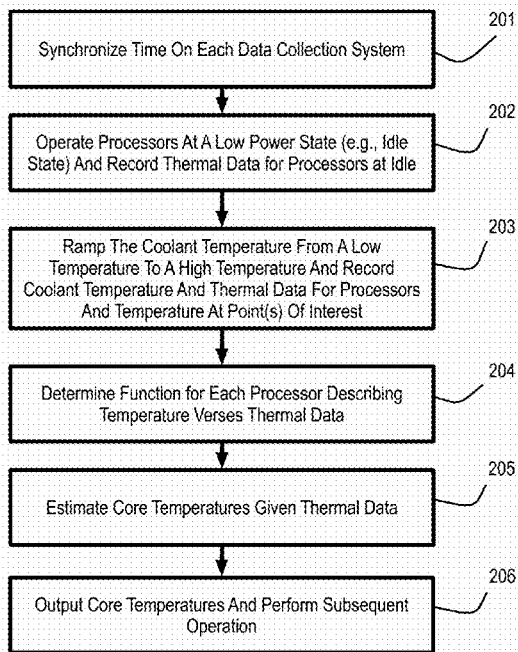 201
Synchronize Time On Each Data Collection System
202
Operate Processors At A Low Power State (e.g., Idle
State) And Record Thermal Data for Processors at Idle
203
Ramp The Coolant Temperature From A Low
Temperature To A High Temperature And Record
Coolant Temperature And Thermal Data For Processors
And Temperature At Point(s) Of Interest
204
Determine Function for Each Processor Describing
Temperature Verses Thermal Data
205
Estimate Core Temperatures Given Thermal Data
206
Output Core Temperatures And Perform Subsequent
Operation